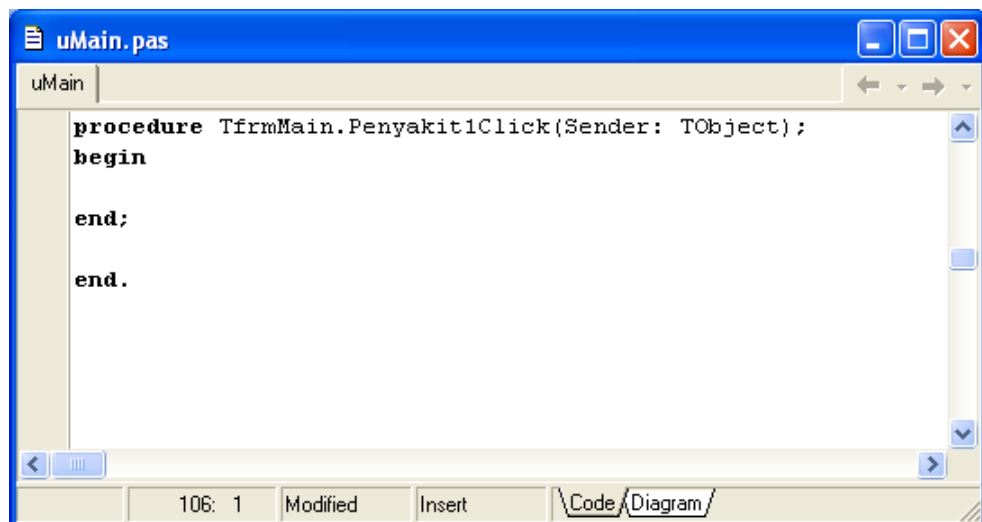 uMain.pas
uMain
procedure TfrmMain.Penyakit1Click(Sender: TObject);
begin
end;
end.
106: 1 Modified Insert \Code/Diagram/